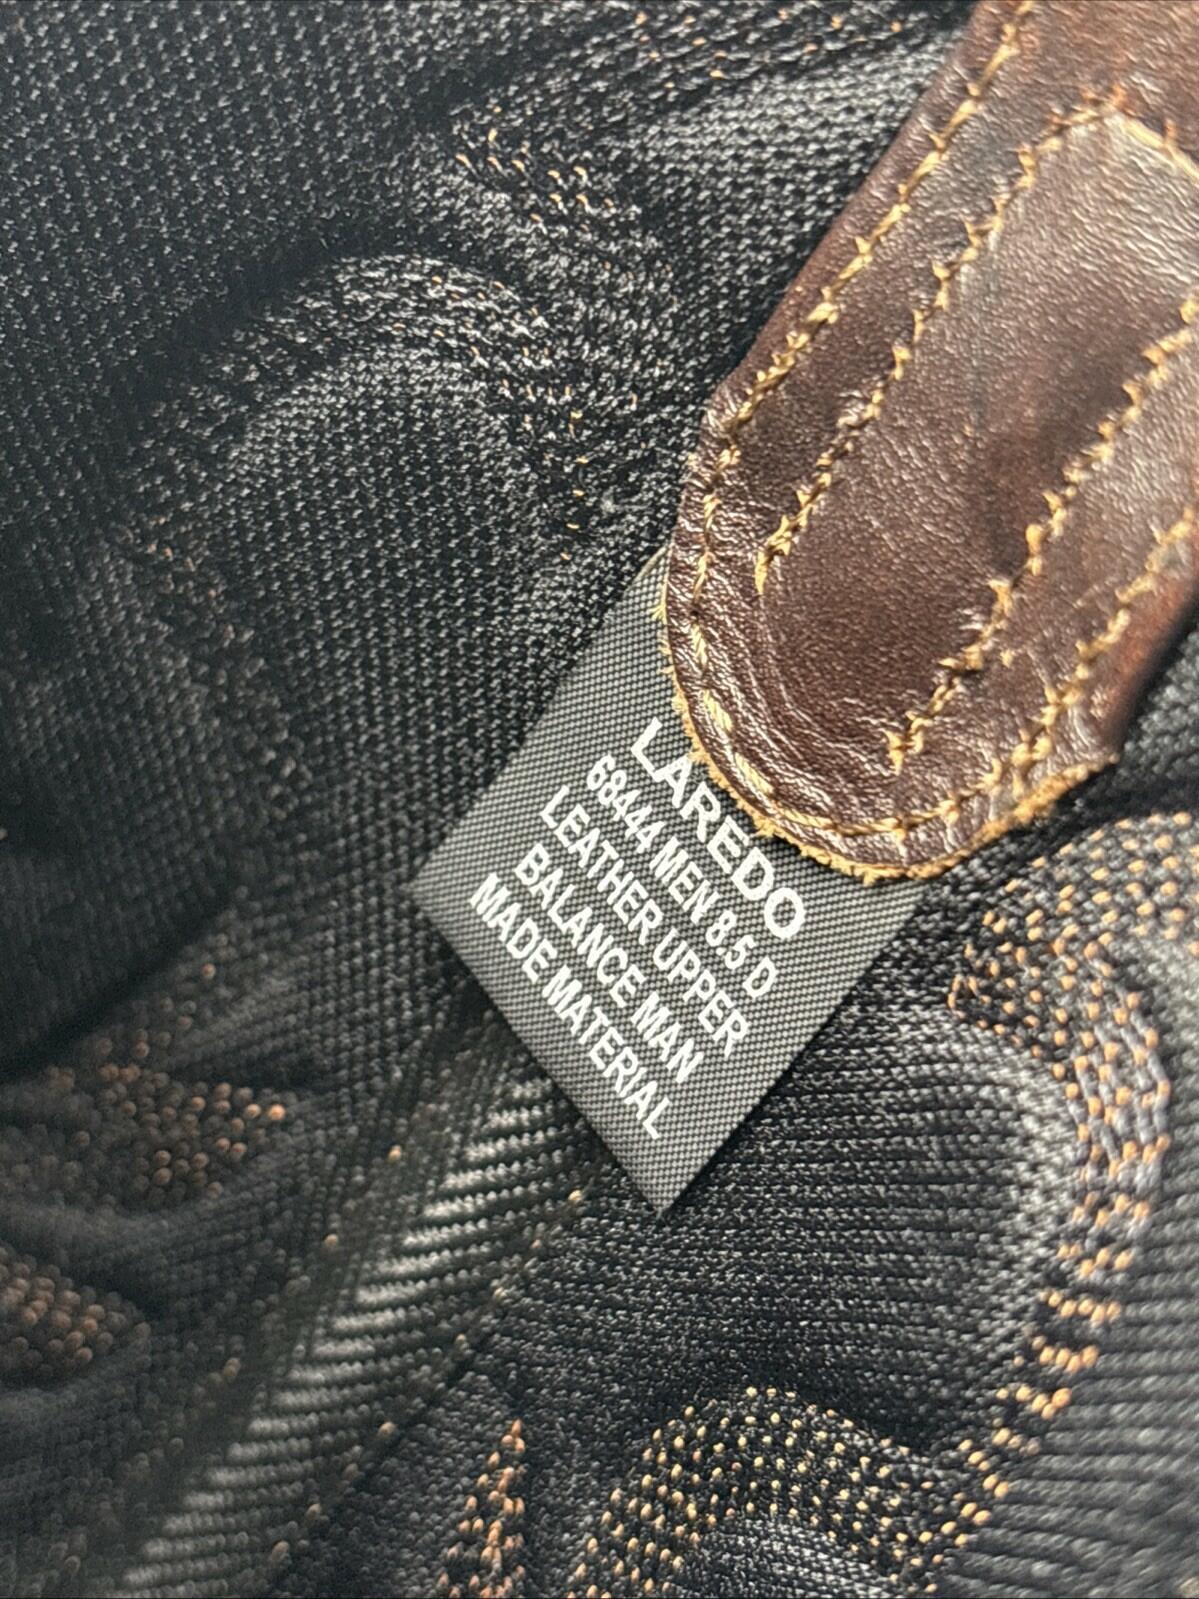 LAREDO
68444 MEN 8.5 D
LEATHER UPPER
BALANCE MAN
MADE MATERIAL